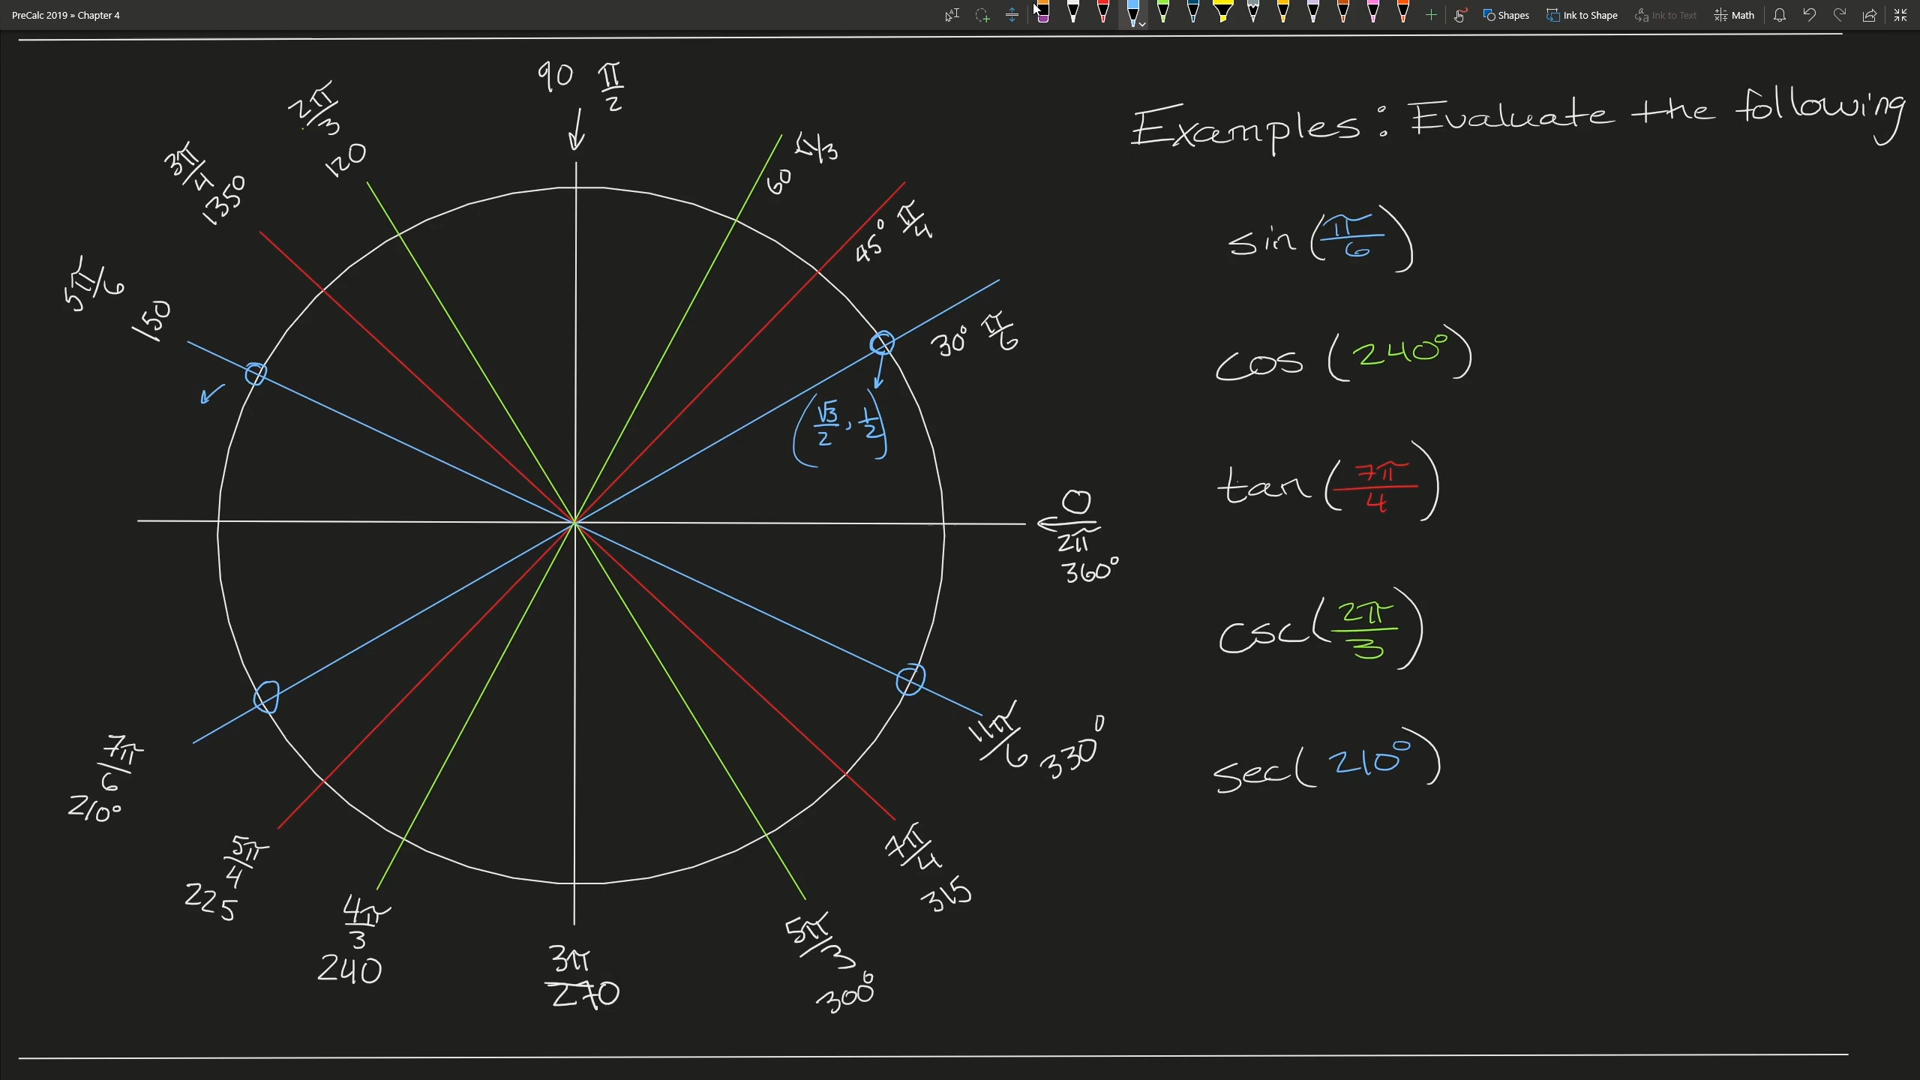 PreCalc 2019 » Chapter 4
Shapes
Ink to Shape
Ink to Text
Math
Examples: Evaluate the following
90 π/2
2π/3
120
3π/4
135°
5π/6
150
60 π/3
45° π/4
30° π/6
(√3/2, 1/2)
0
2π
360°
7π/6
210°
5π/4
225
4π/3
240
3π
270
5π/3
300°
7π/4
315
11π/6 330°
sin(π/6)
cos(240°)
tan(7π/4)
csc(2π/3)
sec(210°)